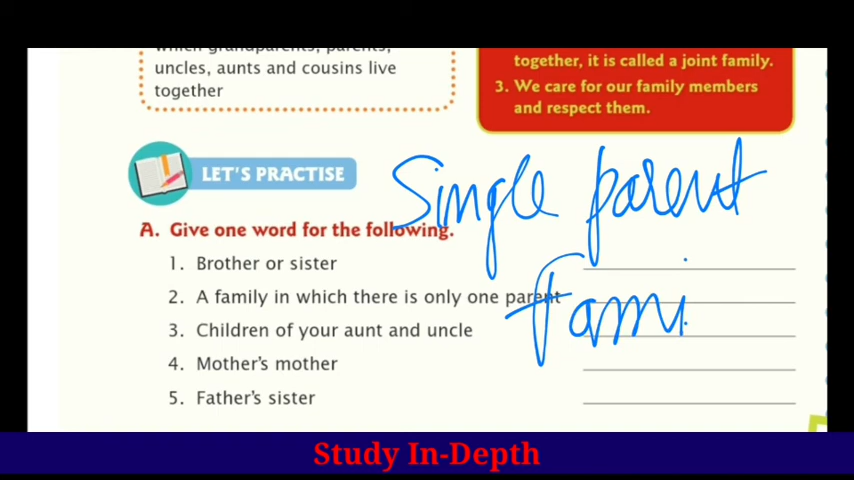 which grandparents, parents,
uncles, aunts and cousins live
together
together, it is called a joint family.
3. We care for our family members
and respect them.
LET'S PRACTISE
Single parent
Fami
A. Give one word for the following.
1. Brother or sister
2. A family in which there is only one parent
3. Children of your aunt and uncle
4. Mother's mother
5. Father's sister
Study In-Depth